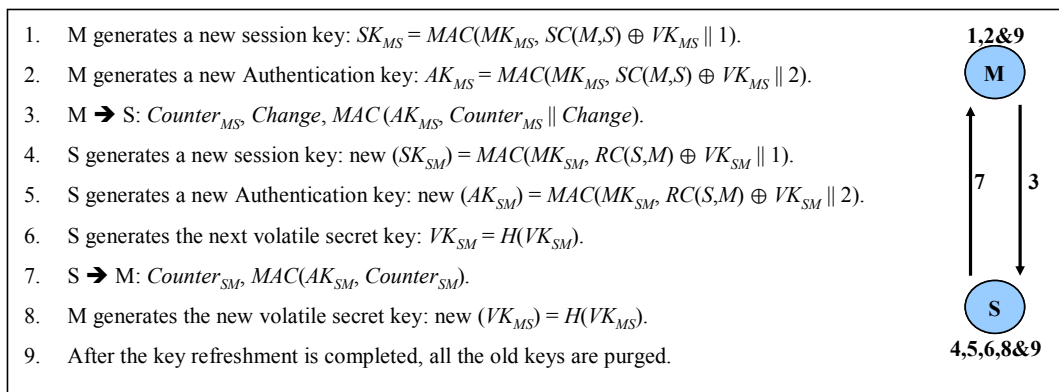 1. M generates a new session key: SK_MS = MAC(MK_MS, SC(M,S) ⊕ VK_MS || 1).
2. M generates a new Authentication key: AK_MS = MAC(MK_MS, SC(M,S) ⊕ VK_MS || 2).
3. M ➔ S: Counter_MS, Change, MAC (AK_MS, Counter_MS || Change).
4. S generates a new session key: new (SK_SM) = MAC(MK_SM, RC(S,M) ⊕ VK_SM || 1).
5. S generates a new Authentication key: new (AK_SM) = MAC(MK_SM, RC(S,M) ⊕ VK_SM || 2).
6. S generates the next volatile secret key: VK_SM = H(VK_SM).
7. S ➔ M: Counter_SM, MAC(AK_SM, Counter_SM).
8. M generates the new volatile secret key: new (VK_MS) = H(VK_MS).
9. After the key refreshment is completed, all the old keys are purged.
1,2&9
M
7
3
S
4,5,6,8&9